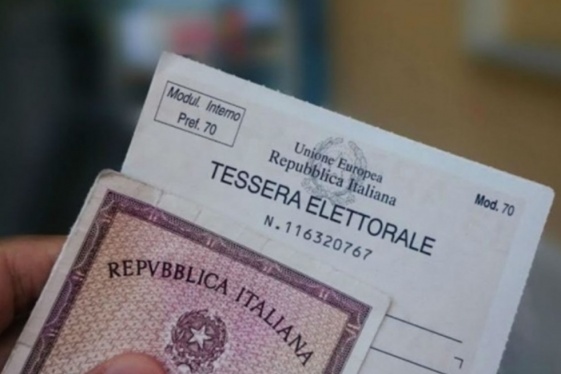 Modul. Interno
Pref. 70
Unione Europea
Repubblica Italiana
Mod. 70
TESSERA ELETTORALE
N.116320767
REPVBBLICA ITALIANA